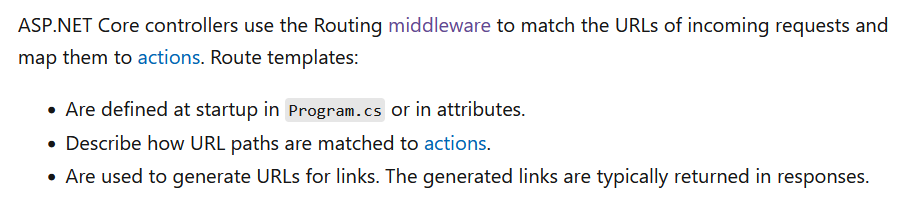 ASP.NET Core controllers use the Routing middleware to match the URLs of incoming requests and
map them to actions. Route templates:
• Are defined at startup in Program.cs or in attributes.
• Describe how URL paths are matched to actions.
• Are used to generate URLs for links. The generated links are typically returned in responses.